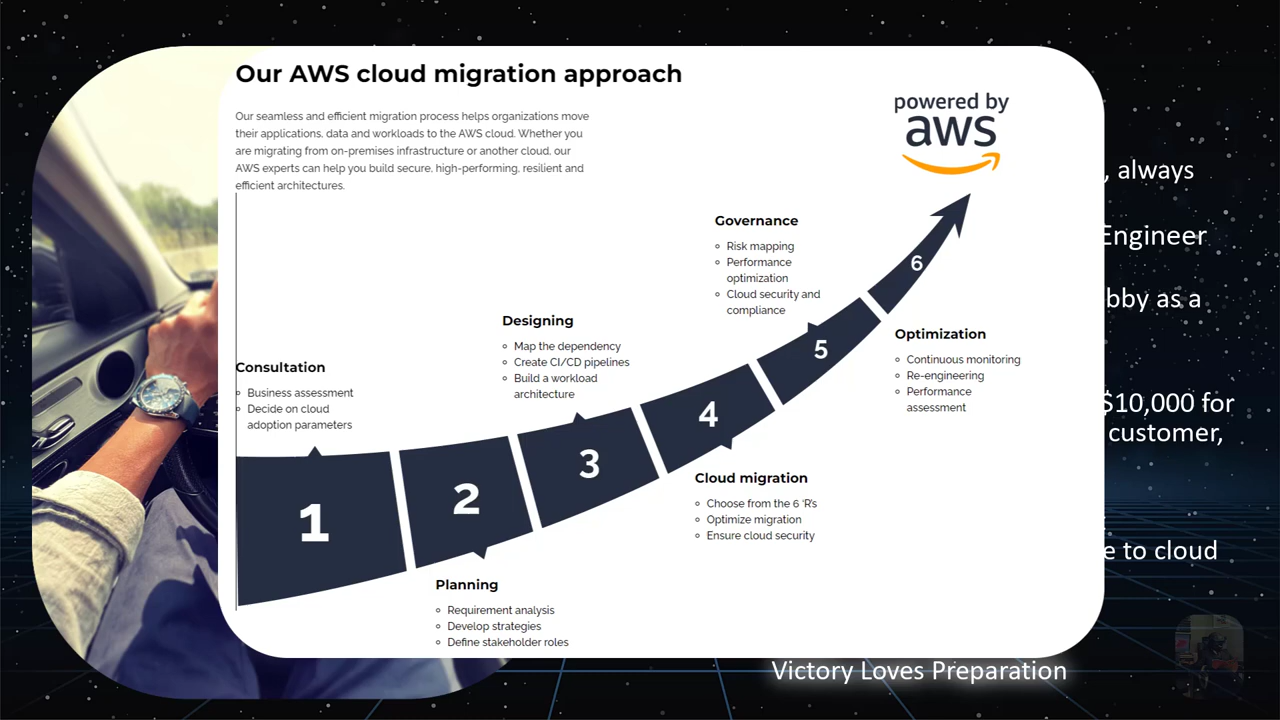 Our AWS cloud migration approach
Our seamless and efficient migration process helps organizations move
their applications, data and workloads to the AWS cloud. Whether you
are migrating from on-premises infrastructure or another cloud, our
AWS experts can help you build secure, high-performing, resilient and
efficient architectures.
powered by
aws
Consultation
Business assessment
Decide on cloud
adoption parameters
1
2
Planning
Requirement analysis
Develop strategies
Define stakeholder roles
Designing
Map the dependency
Create CI/CD pipelines
Build a workload
architecture
3
4
Cloud migration
Choose from the 6 'R's
Optimize migration
Ensure cloud security
Governance
Risk mapping
Performance
optimization
Cloud security and
compliance
5
6
Optimization
Continuous monitoring
Re-engineering
Performance
assessment
, always
Engineer
bby as a
$10,000 for
customer,
e to cloud
Victory Loves Preparation